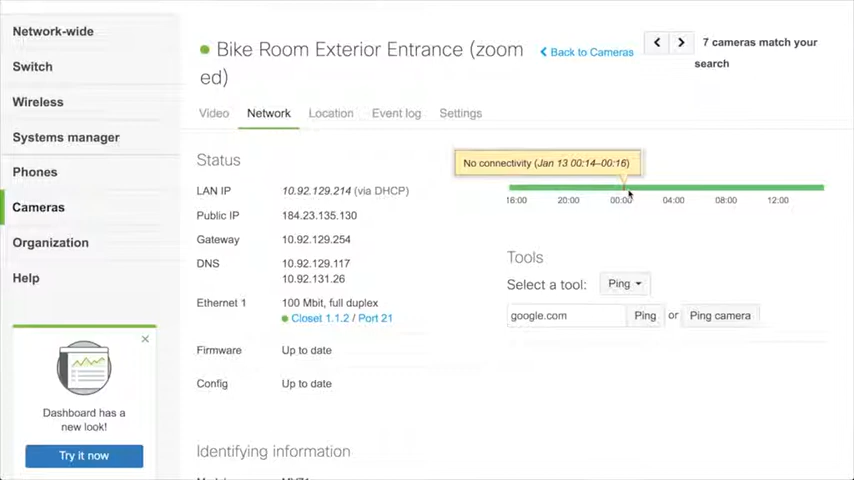 Network-wide
Switch
Wireless
Systems manager
Phones
Cameras
Organization
Help
Dashboard has a
new look!
Try it now
Bike Room Exterior Entrance (zoom
ed)
Back to Cameras
7 cameras match your
search
Video Network Location Event log Settings
Status
LAN IP 10.92.129.214 (via DHCP)
Public IP 184.23.135.130
Gateway 10.92.129.254
DNS 10.92.129.117
10.92.131.26
Ethernet 1 100 Mbit, full duplex
Closet 1.1.2 / Port 21
Firmware Up to date
Config Up to date
Identifying information
No connectivity (Jan 13 00:14–00:16)
16:00 20:00 00:00 04:00 08:00 12:00
Tools
Select a tool: Ping
google.com Ping or Ping camera